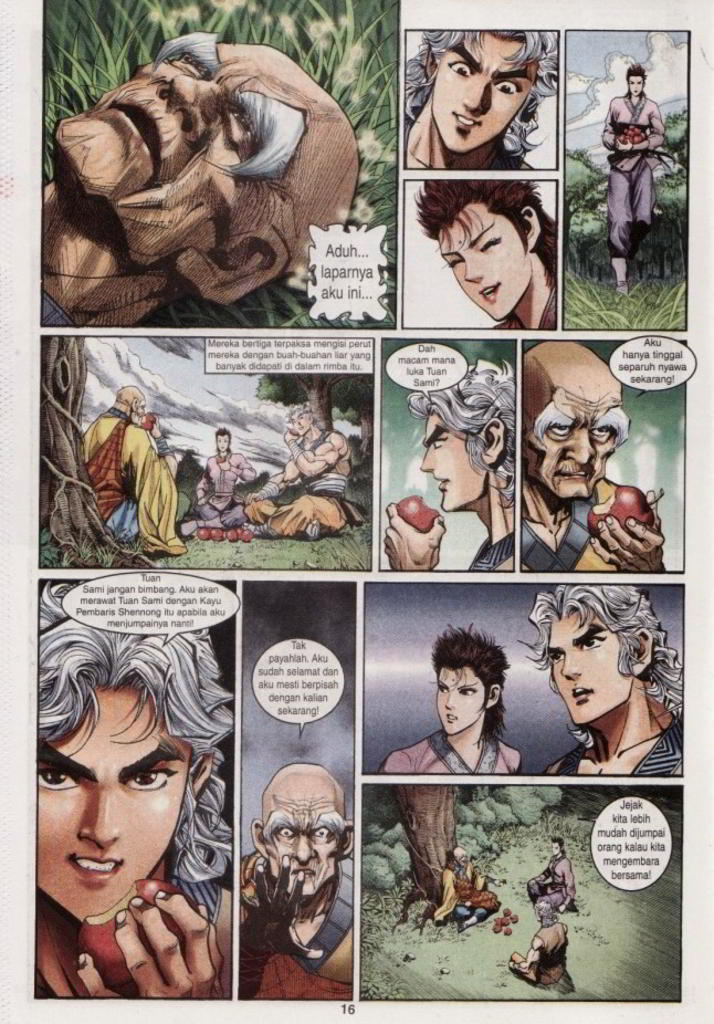 Aduh...
laparnya
aku ini...
Mereka bertiga terpaksa mengisi perut
mereka dengan buah-buahan liar yang
banyak didapati di dalam rimba itu.
Dah
macam mana
luka Tuan
Sami?
Aku
hanya tinggal
separuh nyawa
sekarang!
Tuan
Sami jangan bimbang. Aku akan
merawat Tuan Sami dengan Kayu
Pembaris Shennong itu apabila aku
menjumpainya nanti!
Tak
payahlah. Aku
sudah selamat dan
aku mesti berpisah
dengan kalian
sekarang!
Jejak
kita lebih
mudah dijumpai
orang kalau kita
mengembara
bersama!
16